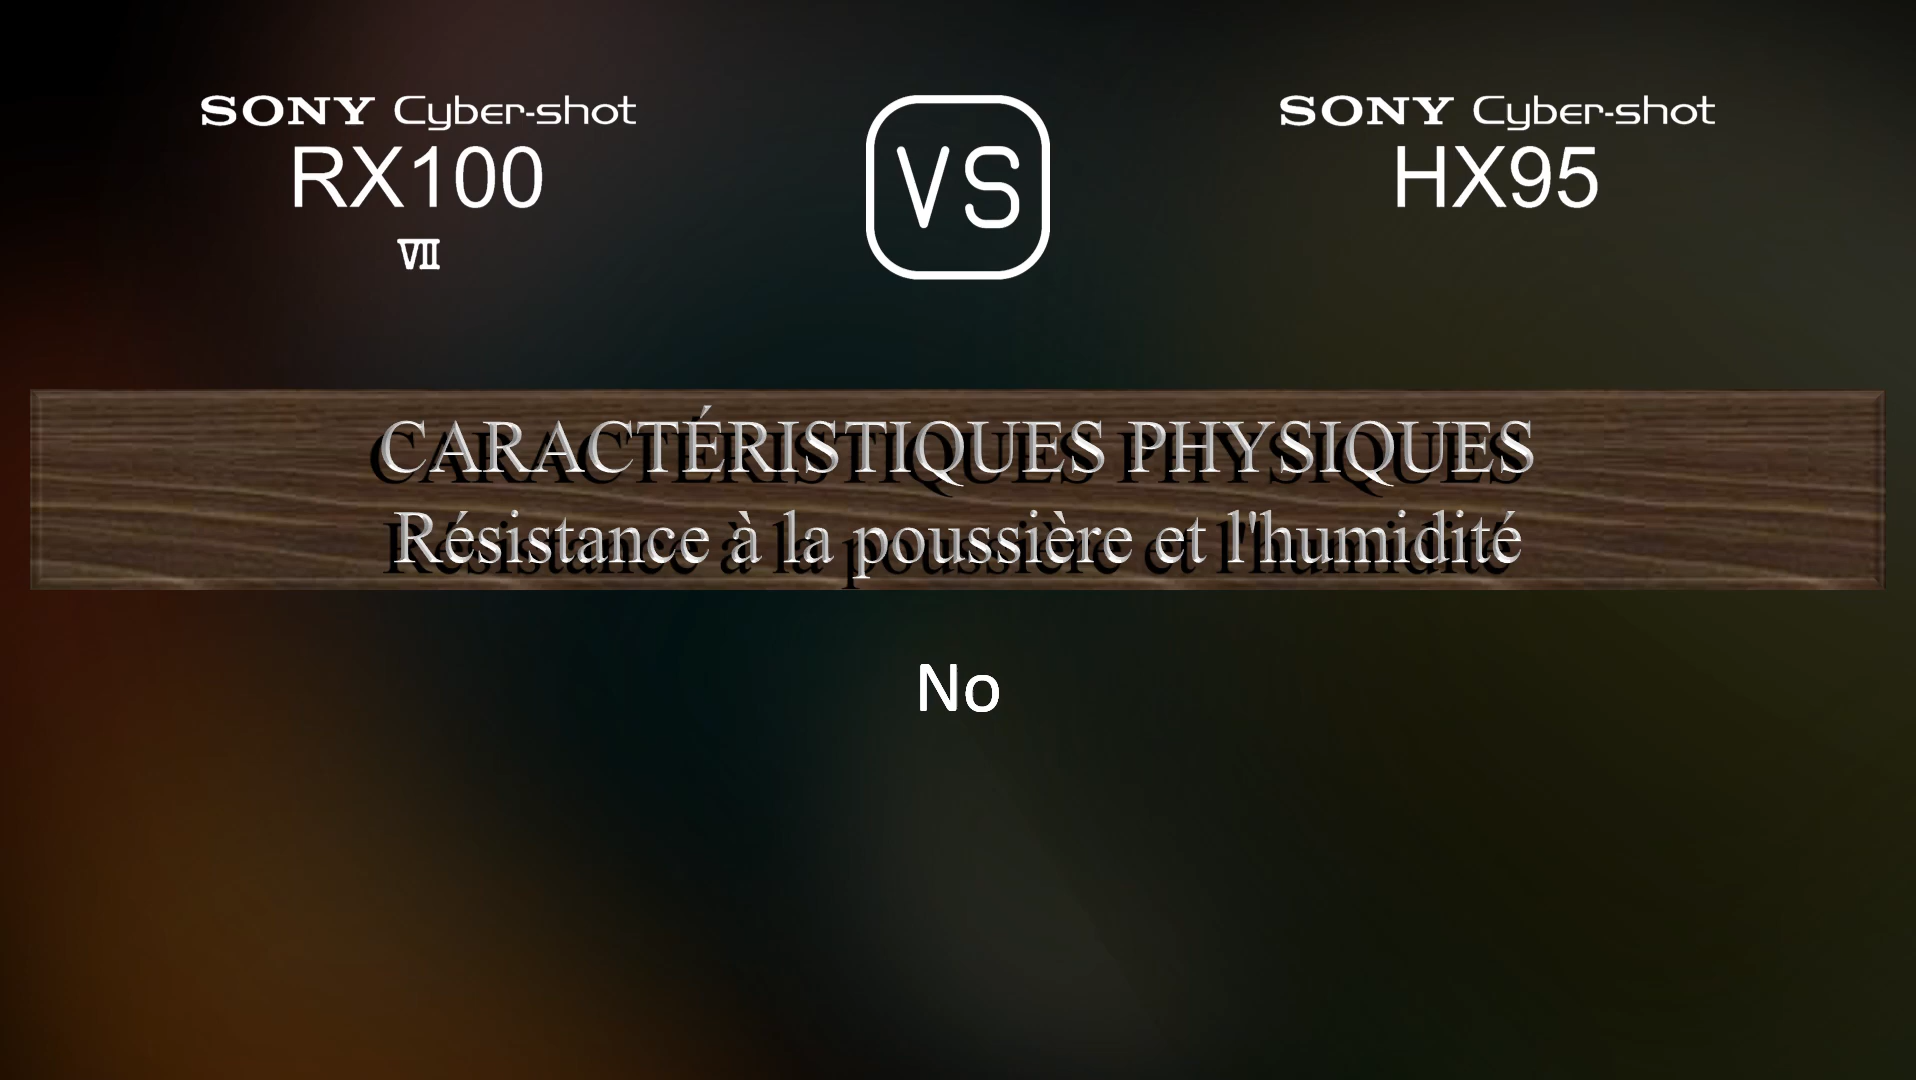 SONY Cyber-shot
RX100
VII
VS
SONY Cyber-shot
HX95
CARACTÉRISTIQUES PHYSIQUES
Résistance à la poussière et l'humidité
No